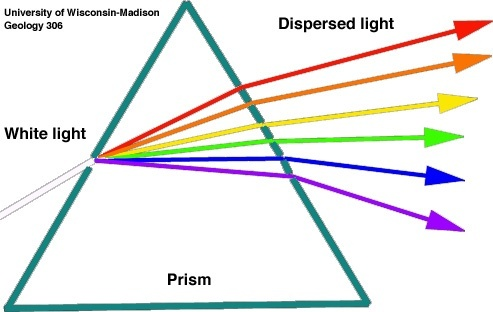 University of Wisconsin-Madison
Geology 306
Dispersed light
White light
Prism